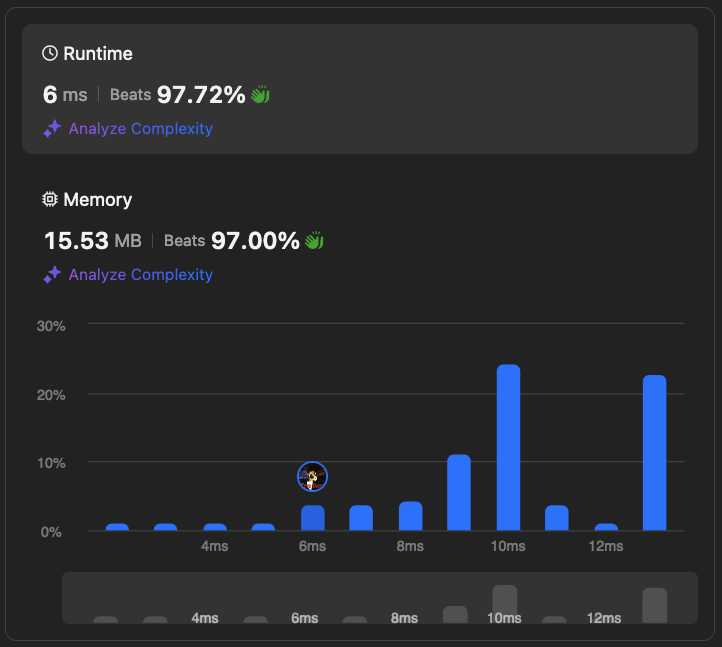 Runtime
6 ms | Beats 97.72%
Analyze Complexity
Memory
15.53 MB | Beats 97.00%
Analyze Complexity
30%
20%
10%
0%
4ms 6ms 8ms 10ms 12ms
4ms 6ms 8ms 10ms 12ms